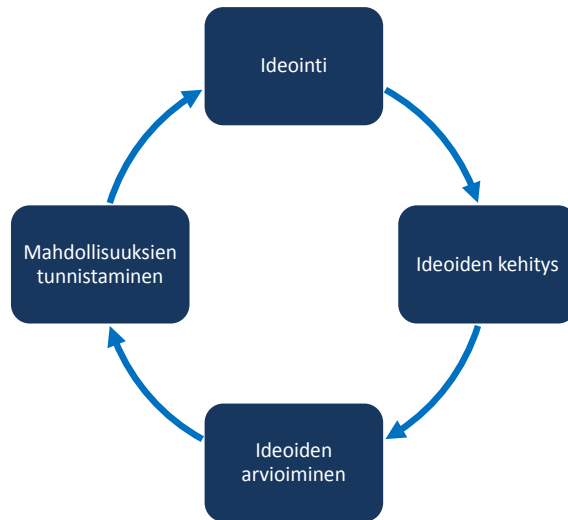 Ideointi
Mahdollisuuksien
tunnistaminen
Ideoiden kehitys
Ideoiden
arvioiminen